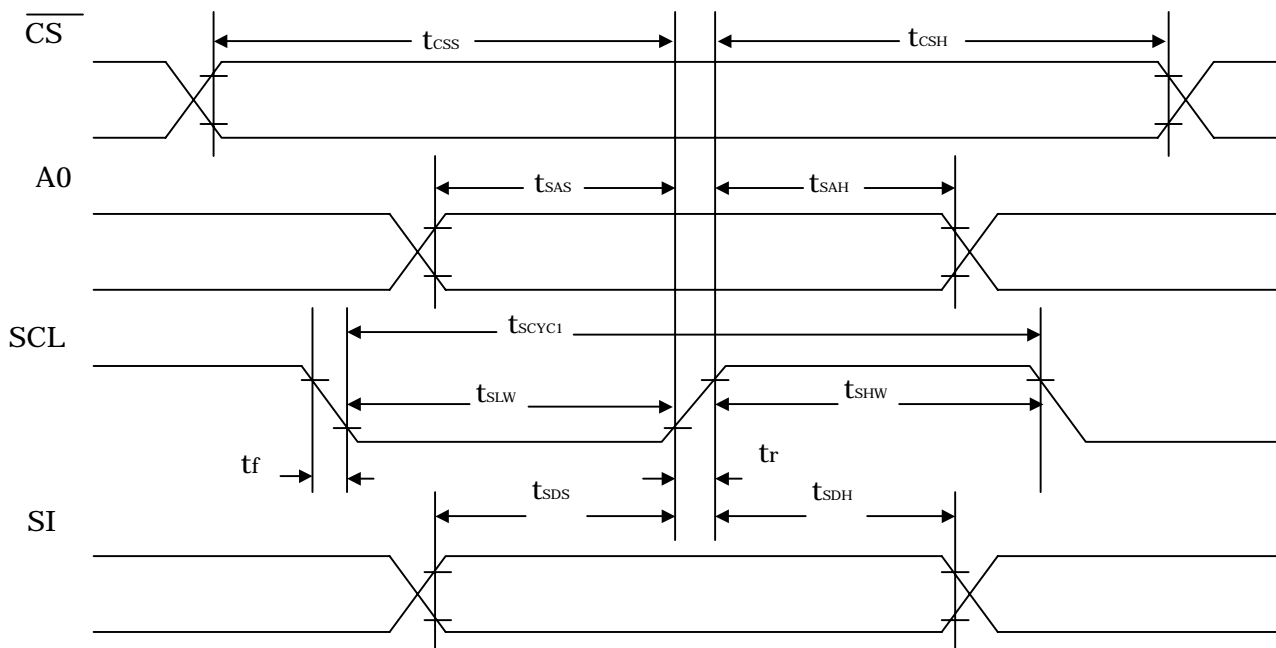 CS
tCSS
tCSH
A0
tSAS
tSAH
SCL
tSCYC1
tSLW
tSHW
tf
tr
tSDS
tSDH
SI